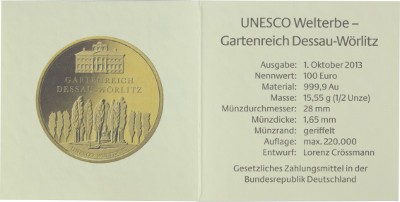 GARTENREICH
DESSAU-WÖRLITZ
UNESCO Welterbe –
Gartenreich Dessau-Wörlitz
Ausgabe: 1. Oktober 2013
Nennwert: 100 Euro
Material: 999,9 Au
Masse: 15,55 g (1/2 Unze)
Münzdurchmesser: 28 mm
Münzdicke: 1,65 mm
Münzrand: geriffelt
Auflage: max. 220.000
Entwurf: Lorenz Crössmann
Gesetzliches Zahlungsmittel in der
Bundesrepublik Deutschland